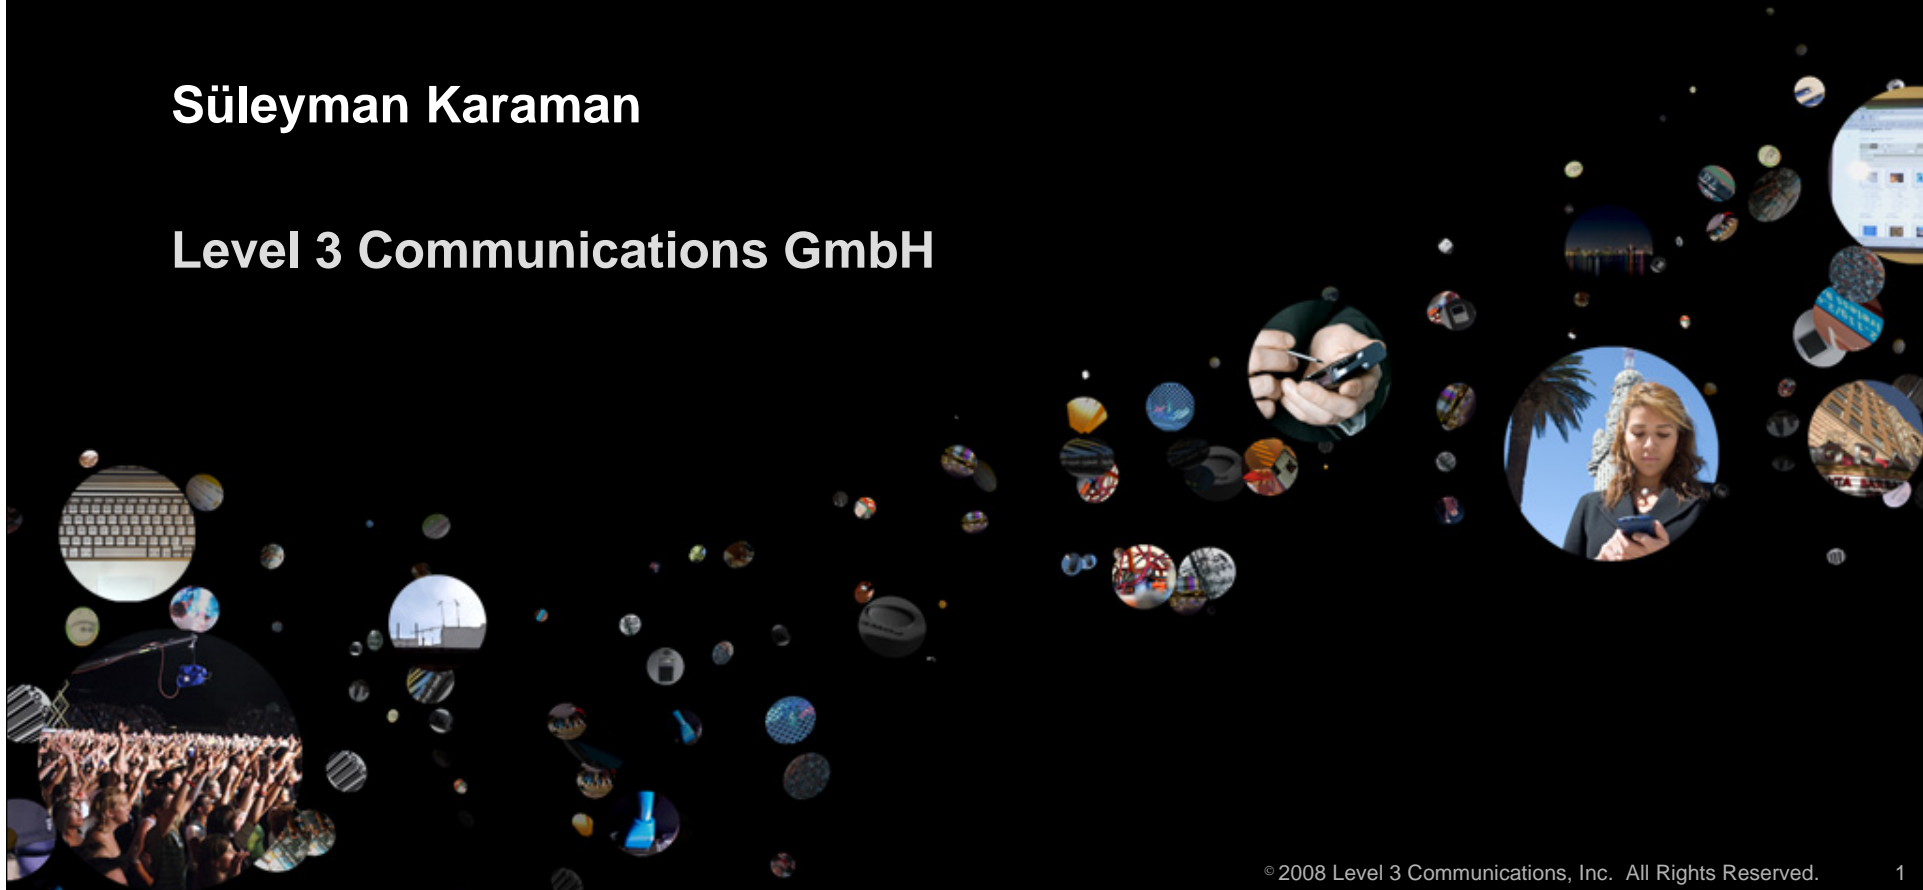 Süleyman Karaman
Level 3 Communications GmbH
© 2008 Level 3 Communications, Inc. All Rights Reserved. 1